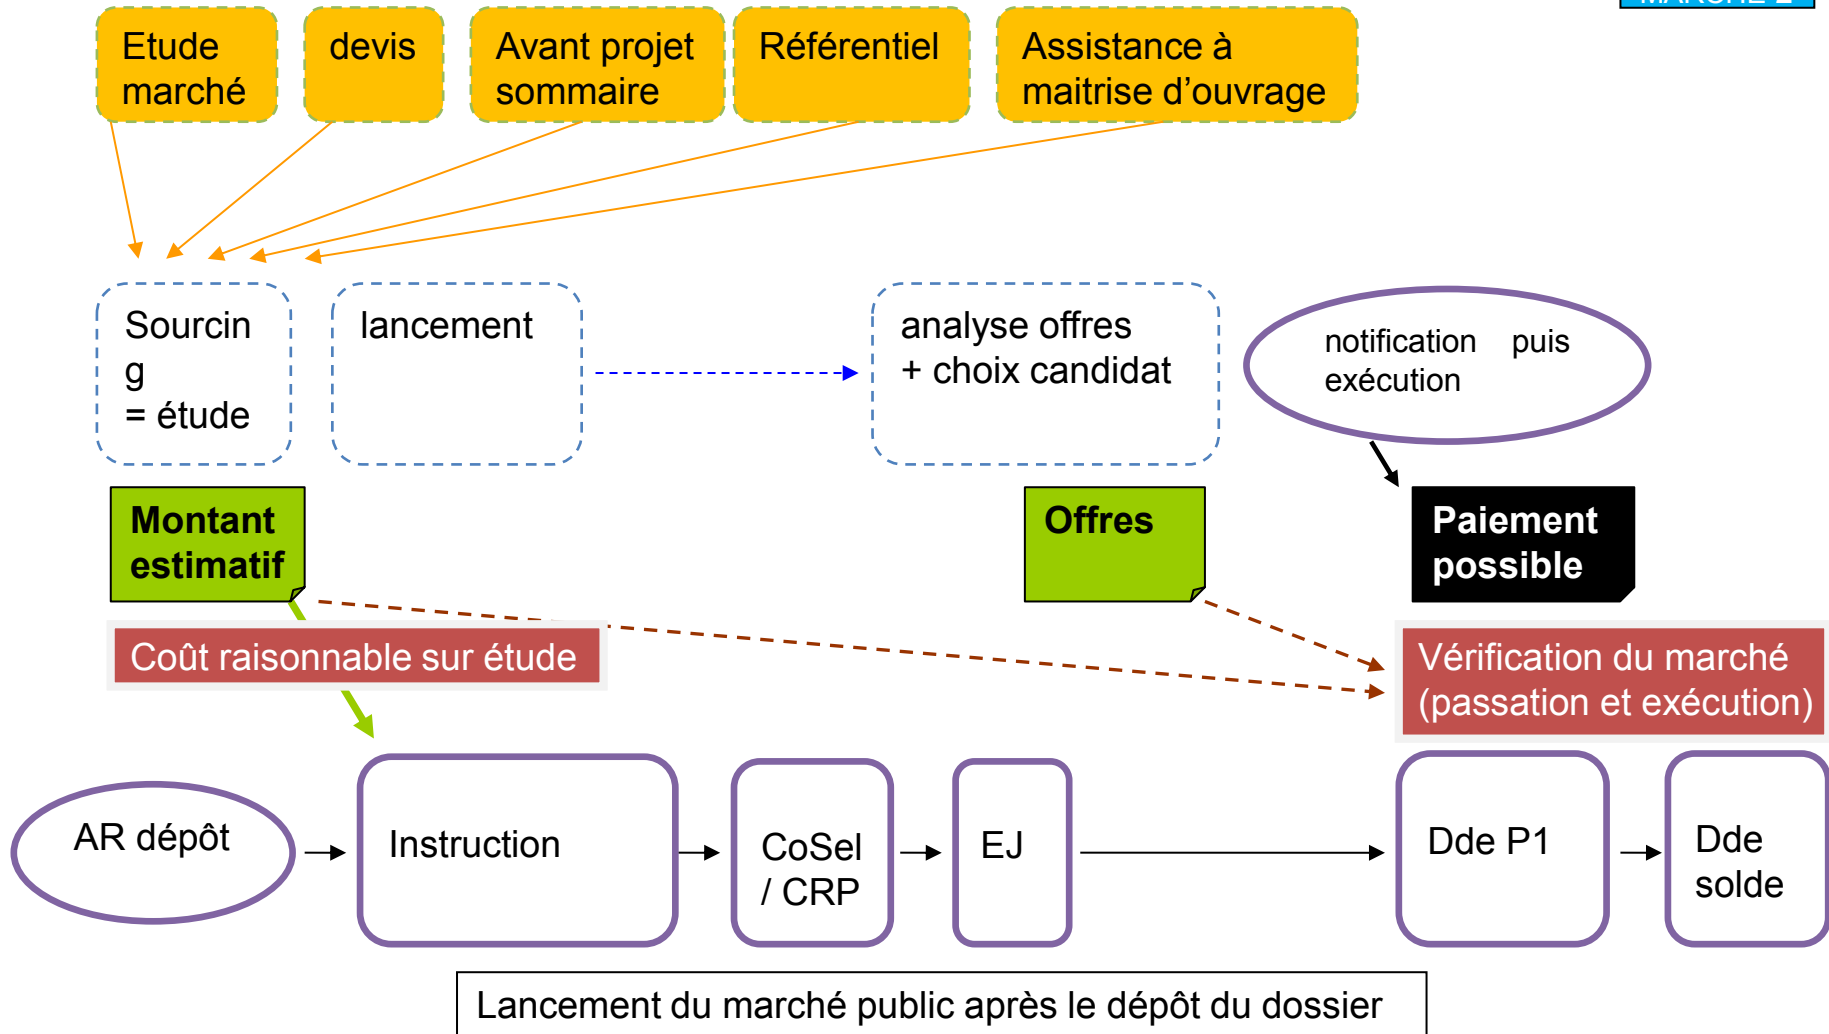 MARCHE 2
Etude
marché
devis
Avant projet
sommaire
Référentiel
Assistance à
maitrise d’ouvrage
Sourcin
g
= étude
lancement
analyse offres
+ choix candidat
notification puis
exécution
Montant
estimatif
Offres
Paiement
possible
Coût raisonnable sur étude
Vérification du marché
(passation et exécution)
AR dépôt
Instruction
CoSel
/ CRP
EJ
Dde P1
Dde
solde
Lancement du marché public après le dépôt du dossier